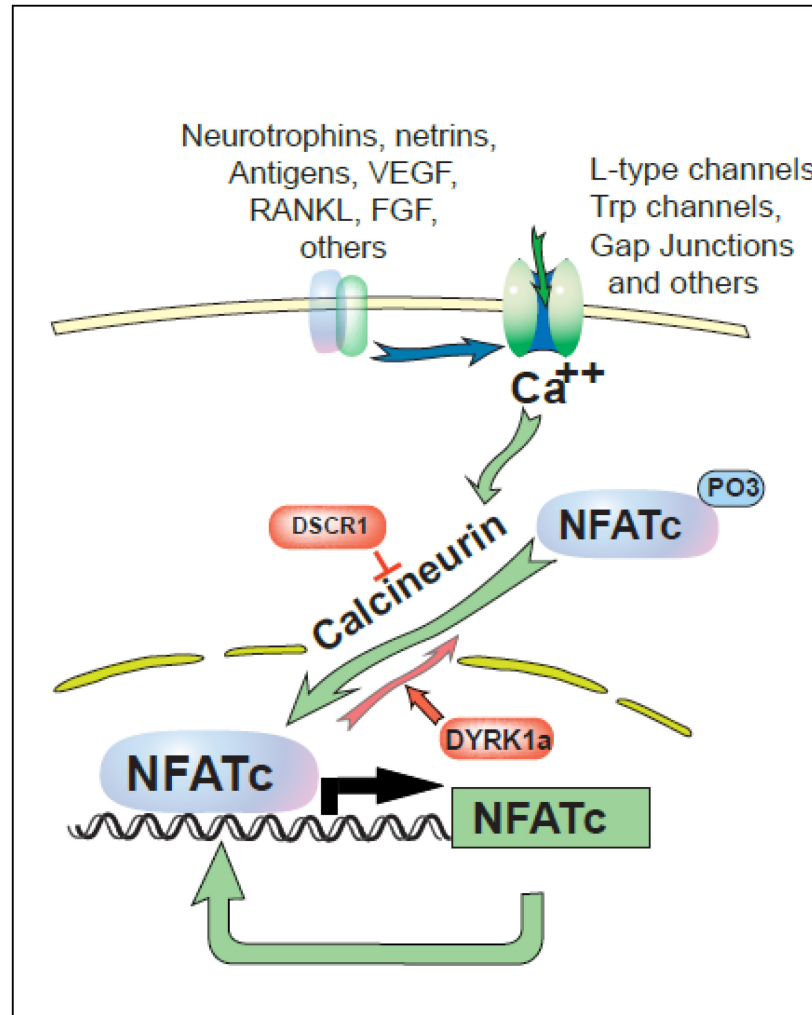 Neurotrophins, netrins,
Antigens, VEGF,
RANKL, FGF,
others
L-type channels
Trp channels,
Gap Junctions
and others
Ca++
PO3
NFATc
DSCR1
Calcineurin
DYRK1a
NFATc
NFATc